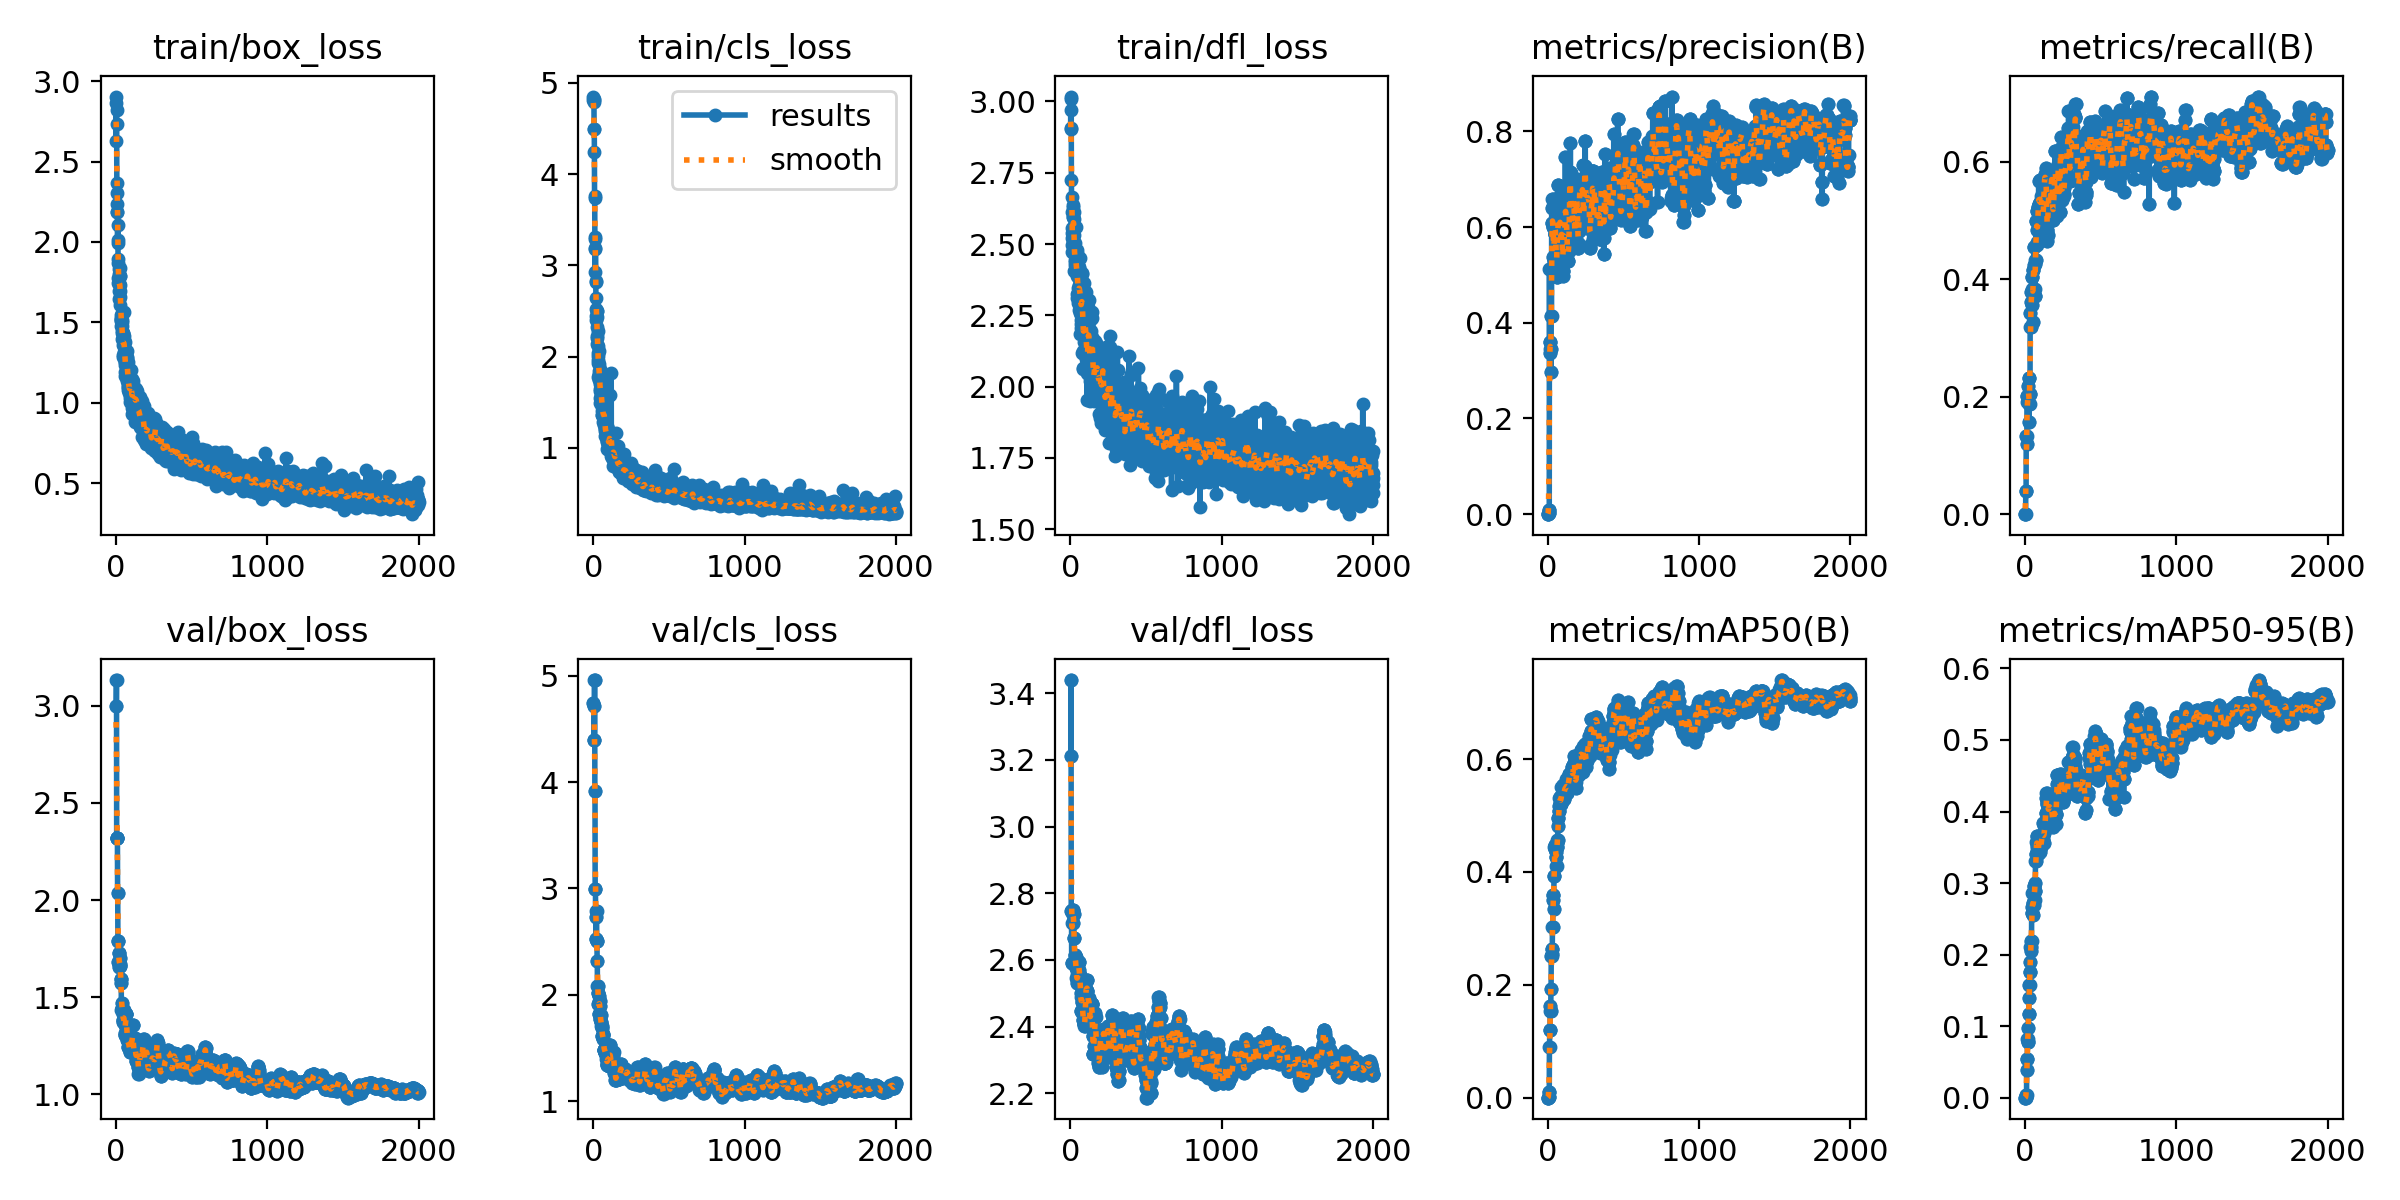 train/box_loss
3.0
2.5
2.0
1.5
1.0
0.5
0 1000 2000
train/cls_loss
5
4
3
2
1
results
smooth
0 1000 2000
train/dfl_loss
3.00
2.75
2.50
2.25
2.00
1.75
1.50
0 1000 2000
metrics/precision(B)
0.8
0.6
0.4
0.2
0.0
0 1000 2000
metrics/recall(B)
0.6
0.4
0.2
0.0
0 1000 2000
val/box_loss
3.0
2.5
2.0
1.5
1.0
0 1000 2000
val/cls_loss
5
4
3
2
1
0 1000 2000
val/dfl_loss
3.4
3.2
3.0
2.8
2.6
2.4
2.2
0 1000 2000
metrics/mAP50(B)
0.6
0.4
0.2
0.0
0 1000 2000
metrics/mAP50-95(B)
0.6
0.5
0.4
0.3
0.2
0.1
0.0
0 1000 2000